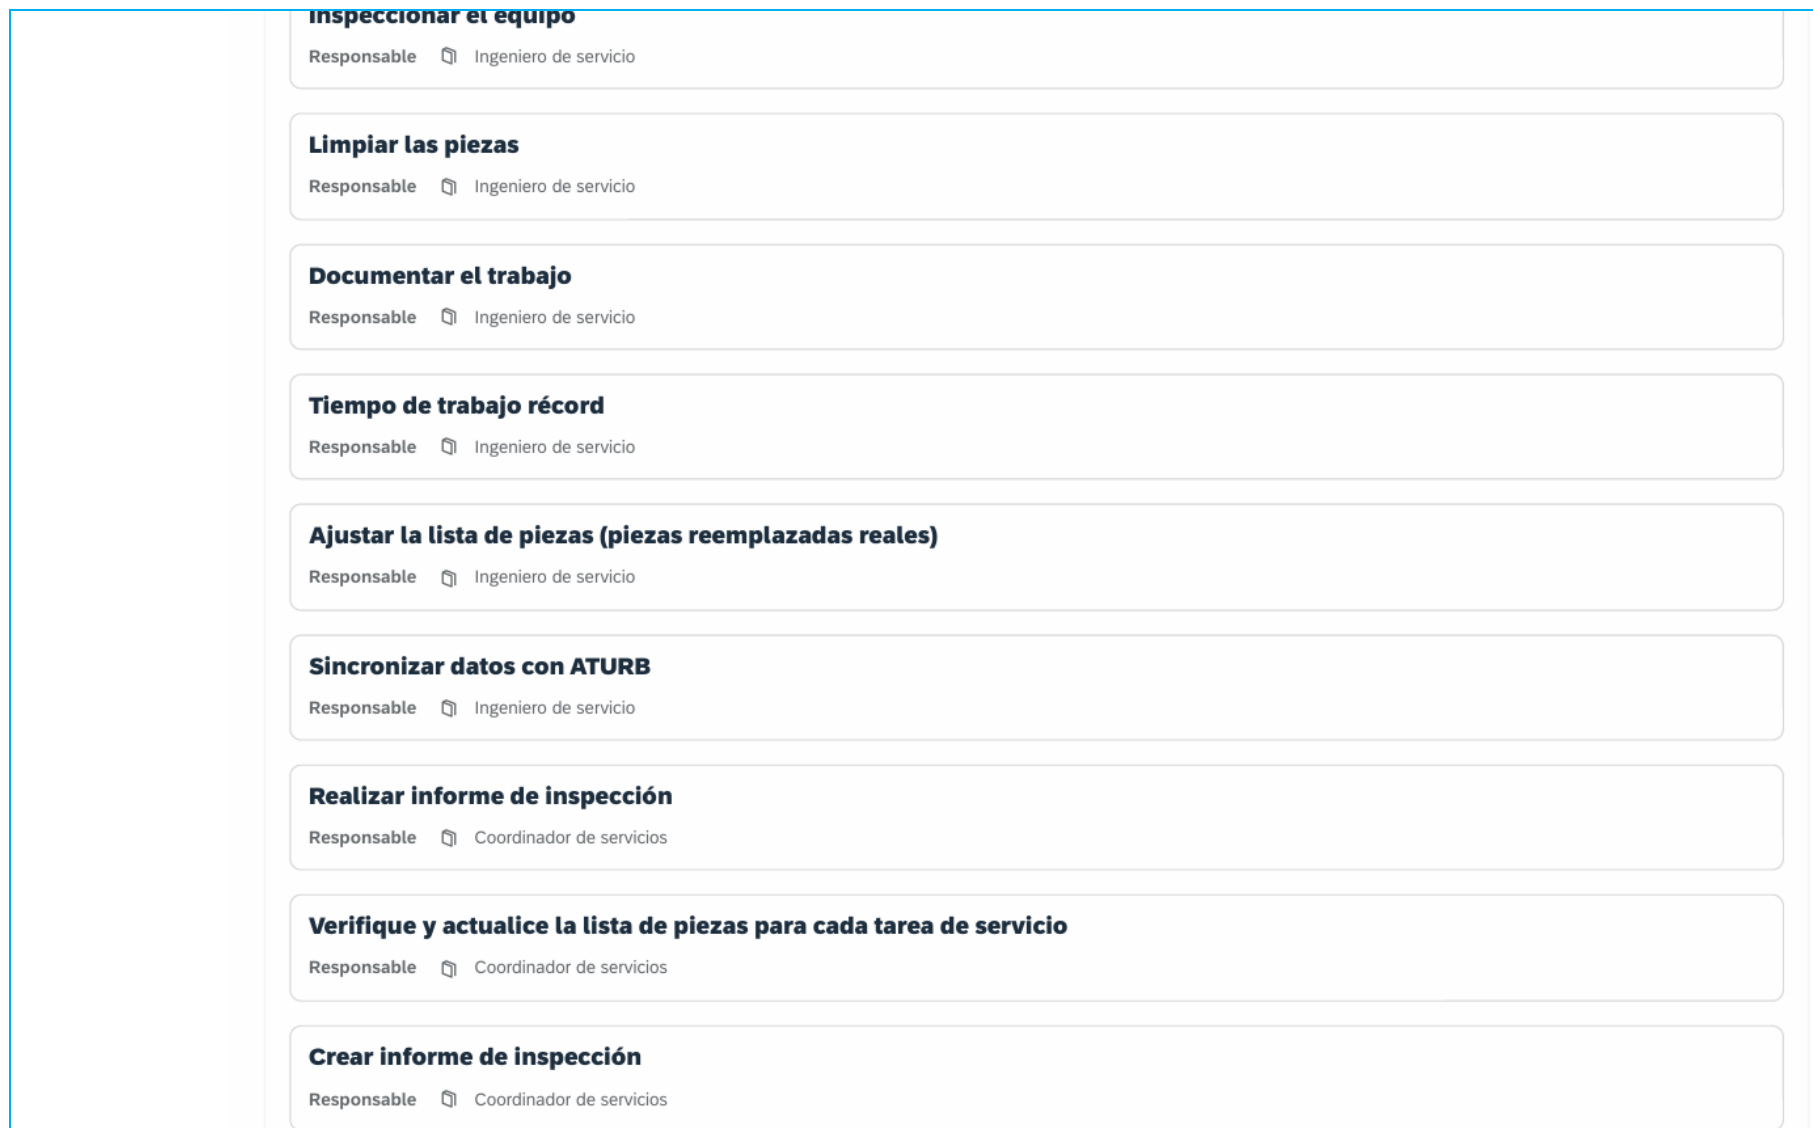 Inspeccionar el equipo
Responsable Ingeniero de servicio
Limpiar las piezas
Responsable Ingeniero de servicio
Documentar el trabajo
Responsable Ingeniero de servicio
Tiempo de trabajo récord
Responsable Ingeniero de servicio
Ajustar la lista de piezas (piezas reemplazadas reales)
Responsable Ingeniero de servicio
Sincronizar datos con ATURB
Responsable Ingeniero de servicio
Realizar informe de inspección
Responsable Coordinador de servicios
Verifique y actualice la lista de piezas para cada tarea de servicio
Responsable Coordinador de servicios
Crear informe de inspección
Responsable Coordinador de servicios